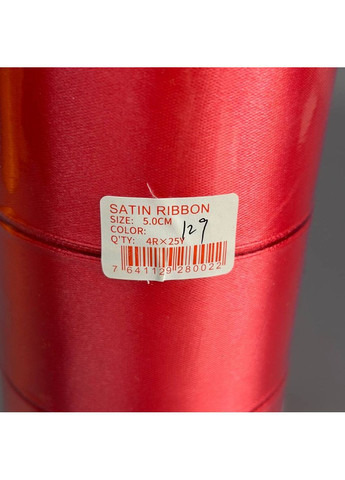 SATIN RIBBON
SIZE: 5.0CM
COLOR: 129
Q'TY: 4R×25Y
7 641129 280022